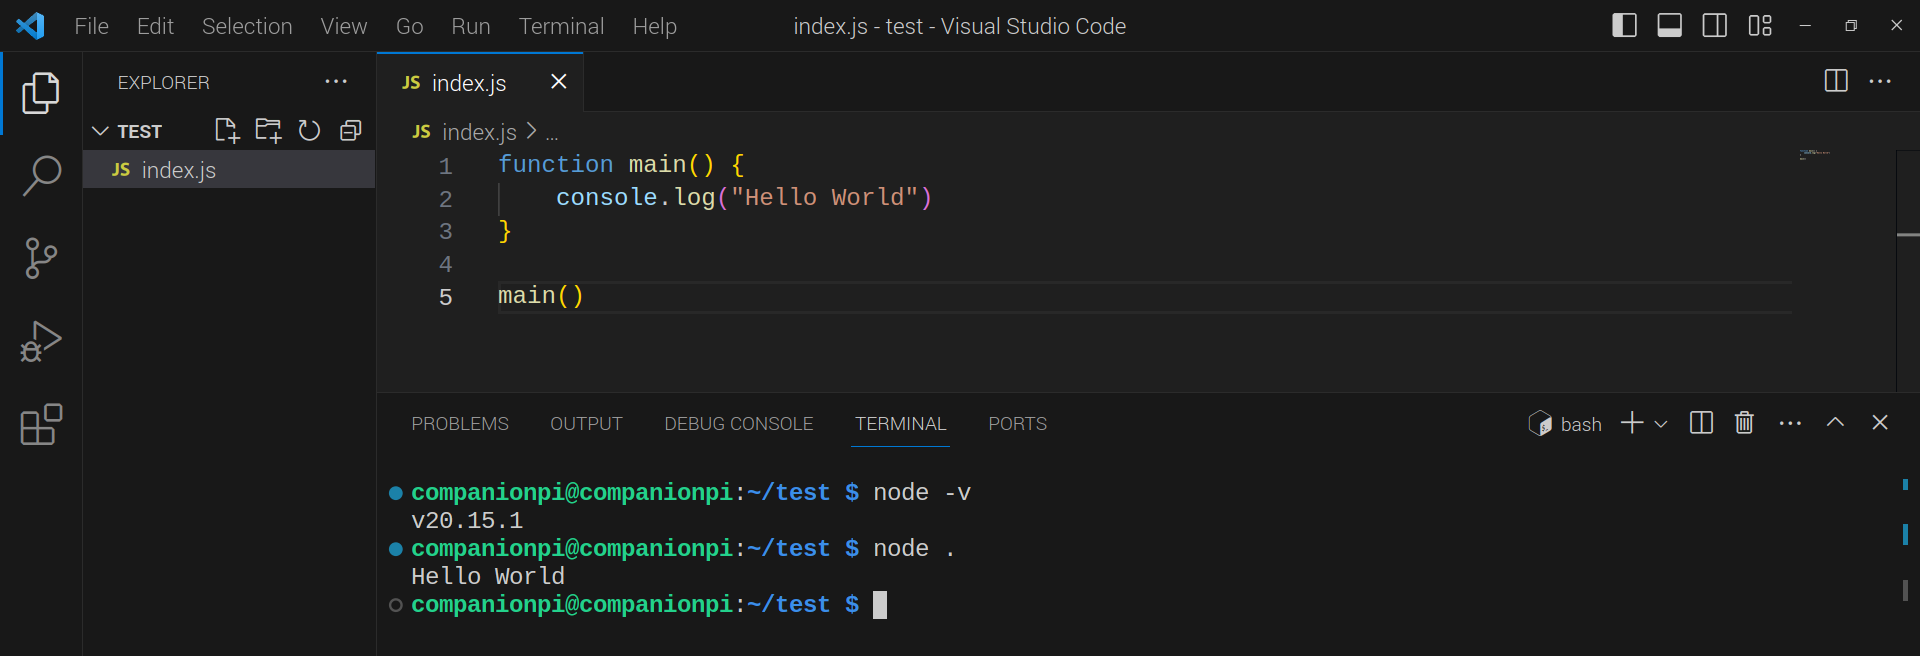 File Edit Selection View Go Run Terminal Help index.js - test - Visual Studio Code
EXPLORER
TEST
JS index.js
JS index.js
JS index.js > ...
1 function main() {
2     console.log("Hello World")
3 }
4
5 main()
PROBLEMS OUTPUT DEBUG CONSOLE TERMINAL PORTS bash
companionpi@companionpi:~/test $ node -v
v20.15.1
companionpi@companionpi:~/test $ node .
Hello World
companionpi@companionpi:~/test $